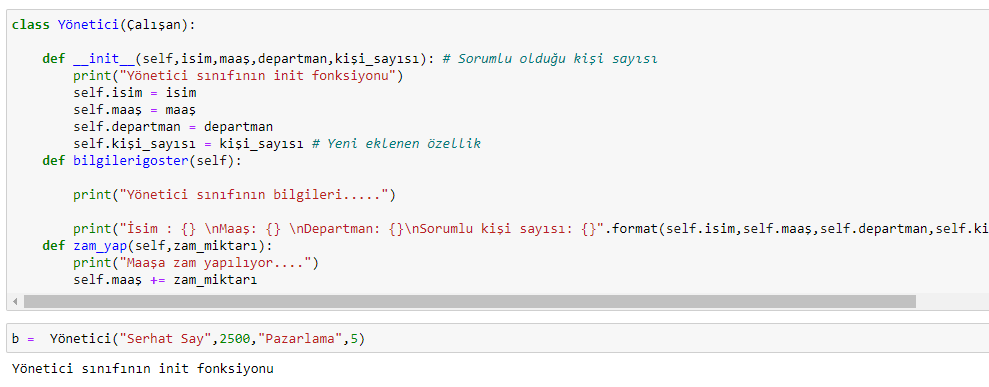 class Yönetici(Çalışan):
def __init__(self,isim,maaş,departman,kişi_sayısı): # Sorumlu olduğu kişi sayısı
print("Yönetici sınıfının init fonksiyonu")
self.isim = isim
self.maaş = maaş
self.departman = departman
self.kişi_sayısı = kişi_sayısı # Yeni eklenen özellik
def bilgilerigoster(self):
print("Yönetici sınıfının bilgileri.....")
print("İsim : {} \nMaaş: {} \nDepartman: {}\nSorumlu kişi sayısı: {}".format(self.isim,self.maaş,self.departman,self.ki
def zam_yap(self,zam_miktarı):
print("Maaşa zam yapılıyor....")
self.maaş += zam_miktarı
b =  Yönetici("Serhat Say",2500,"Pazarlama",5)
Yönetici sınıfının init fonksiyonu